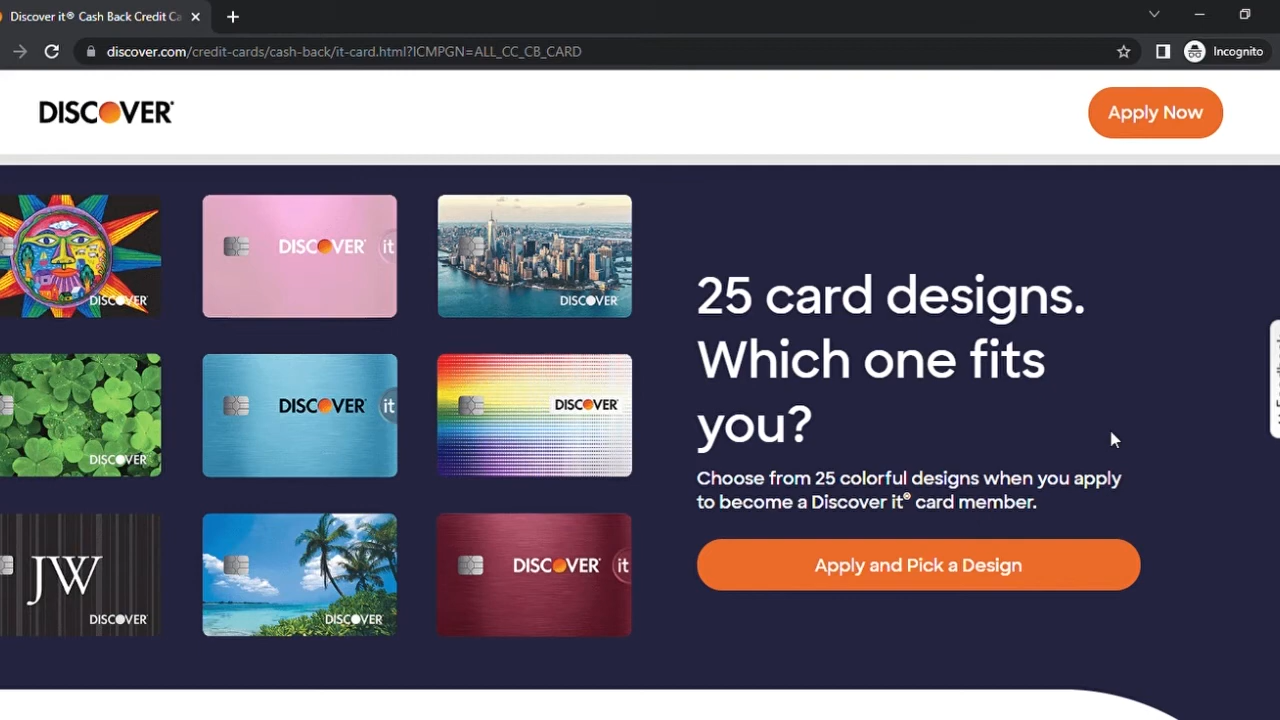 Discover it® Cash Back Credit Ca
discover.com/credit-cards/cash-back/it-card.html?ICMPGN=ALL_CC_CB_CARD
Incognito
DISCOVER
Apply Now
DISCOVER
DISCOVER it
DISCOVER
DISCOVER
DISCOVER it
DISCOVER
JW
DISCOVER
DISCOVER
DISCOVER it
25 card designs.
Which one fits
you?
Choose from 25 colorful designs when you apply
to become a Discover it® card member.
Apply and Pick a Design